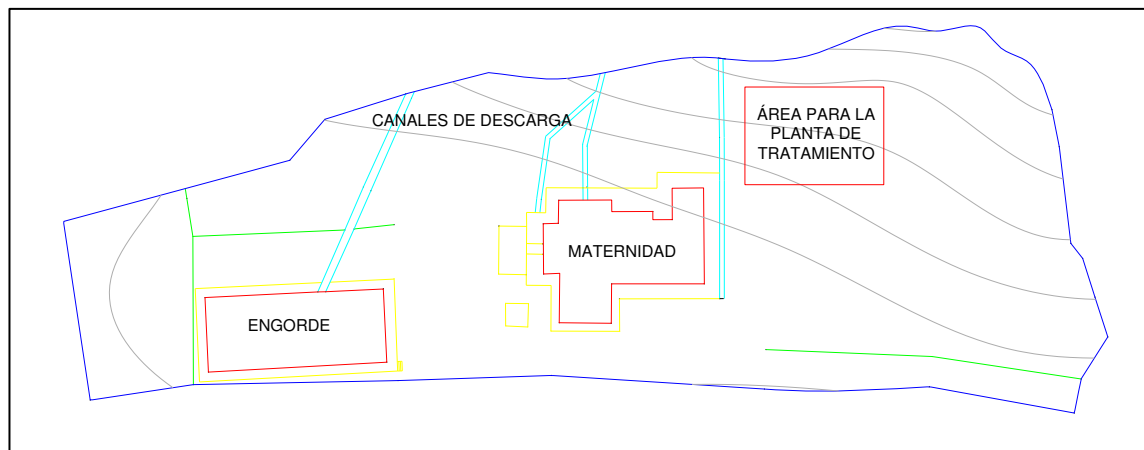 CANALES DE DESCARGA
ÁREA PARA LA
PLANTA DE
TRATAMIENTO
MATERNIDAD
ENGORDE